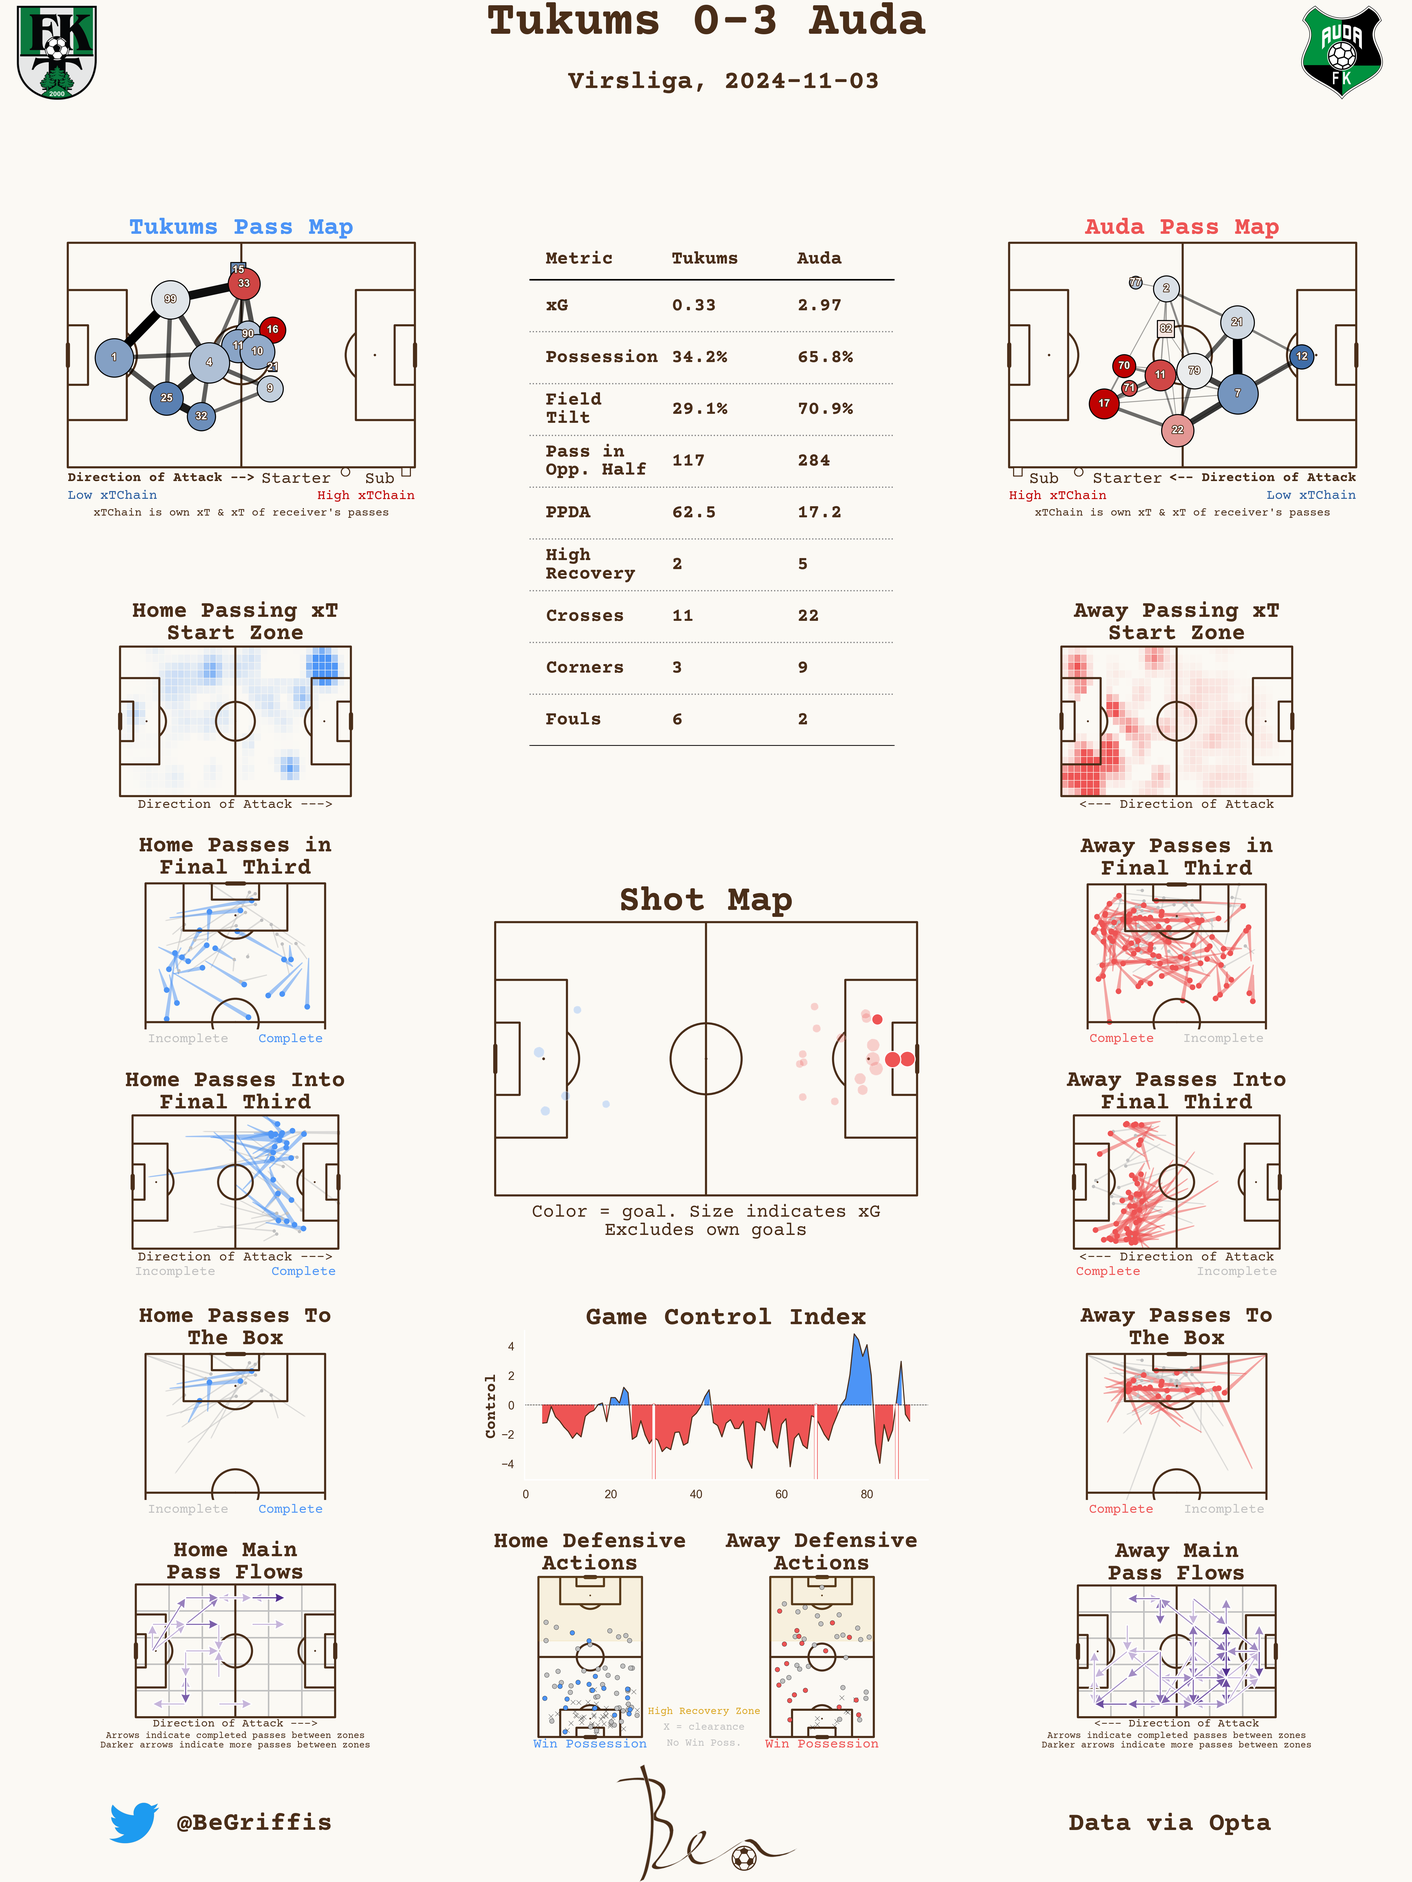 Tukums 0-3 Auda
Virsliga, 2024-11-03
FK
T
2000
AUDA
FK
Tukums Pass Map
15
33
99
90
16
11
10
1
4
21
9
25
32
Direction of Attack --> Starter Sub
Low xTChain High xTChain
xTChain is own xT & xT of receiver's passes
Metric Tukums Auda
xG 0.33 2.97
Possession 34.2% 65.8%
Field
Tilt 29.1% 70.9%
Pass in
Opp. Half 117 284
PPDA 62.5 17.2
High
Recovery 2 5
Crosses 11 22
Corners 3 9
Fouls 6 2
Auda Pass Map
77
2
21
82
12
70
11
79
71
7
17
22
Sub Starter <-- Direction of Attack
High xTChain Low xTChain
xTChain is own xT & xT of receiver's passes
Home Passing xT
Start Zone
Direction of Attack --->
Away Passing xT
Start Zone
<--- Direction of Attack
Home Passes in
Final Third
Incomplete Complete
Away Passes in
Final Third
Complete Incomplete
Shot Map
Color = goal. Size indicates xG
Excludes own goals
Home Passes Into
Final Third
Direction of Attack --->
Incomplete Complete
Away Passes Into
Final Third
<--- Direction of Attack
Complete Incomplete
Home Passes To
The Box
Incomplete Complete
Game Control Index
Control
4
2
0
−2
−4
0 20 40 60 80
Away Passes To
The Box
Complete Incomplete
Home Main
Pass Flows
Direction of Attack --->
Arrows indicate completed passes between zones
Darker arrows indicate more passes between zones
Home Defensive
Actions
Win Possession
High Recovery Zone
X = clearance
No Win Poss.
Away Defensive
Actions
Win Possession
Away Main
Pass Flows
<--- Direction of Attack
Arrows indicate completed passes between zones
Darker arrows indicate more passes between zones
@BeGriffis
Ben
Data via Opta